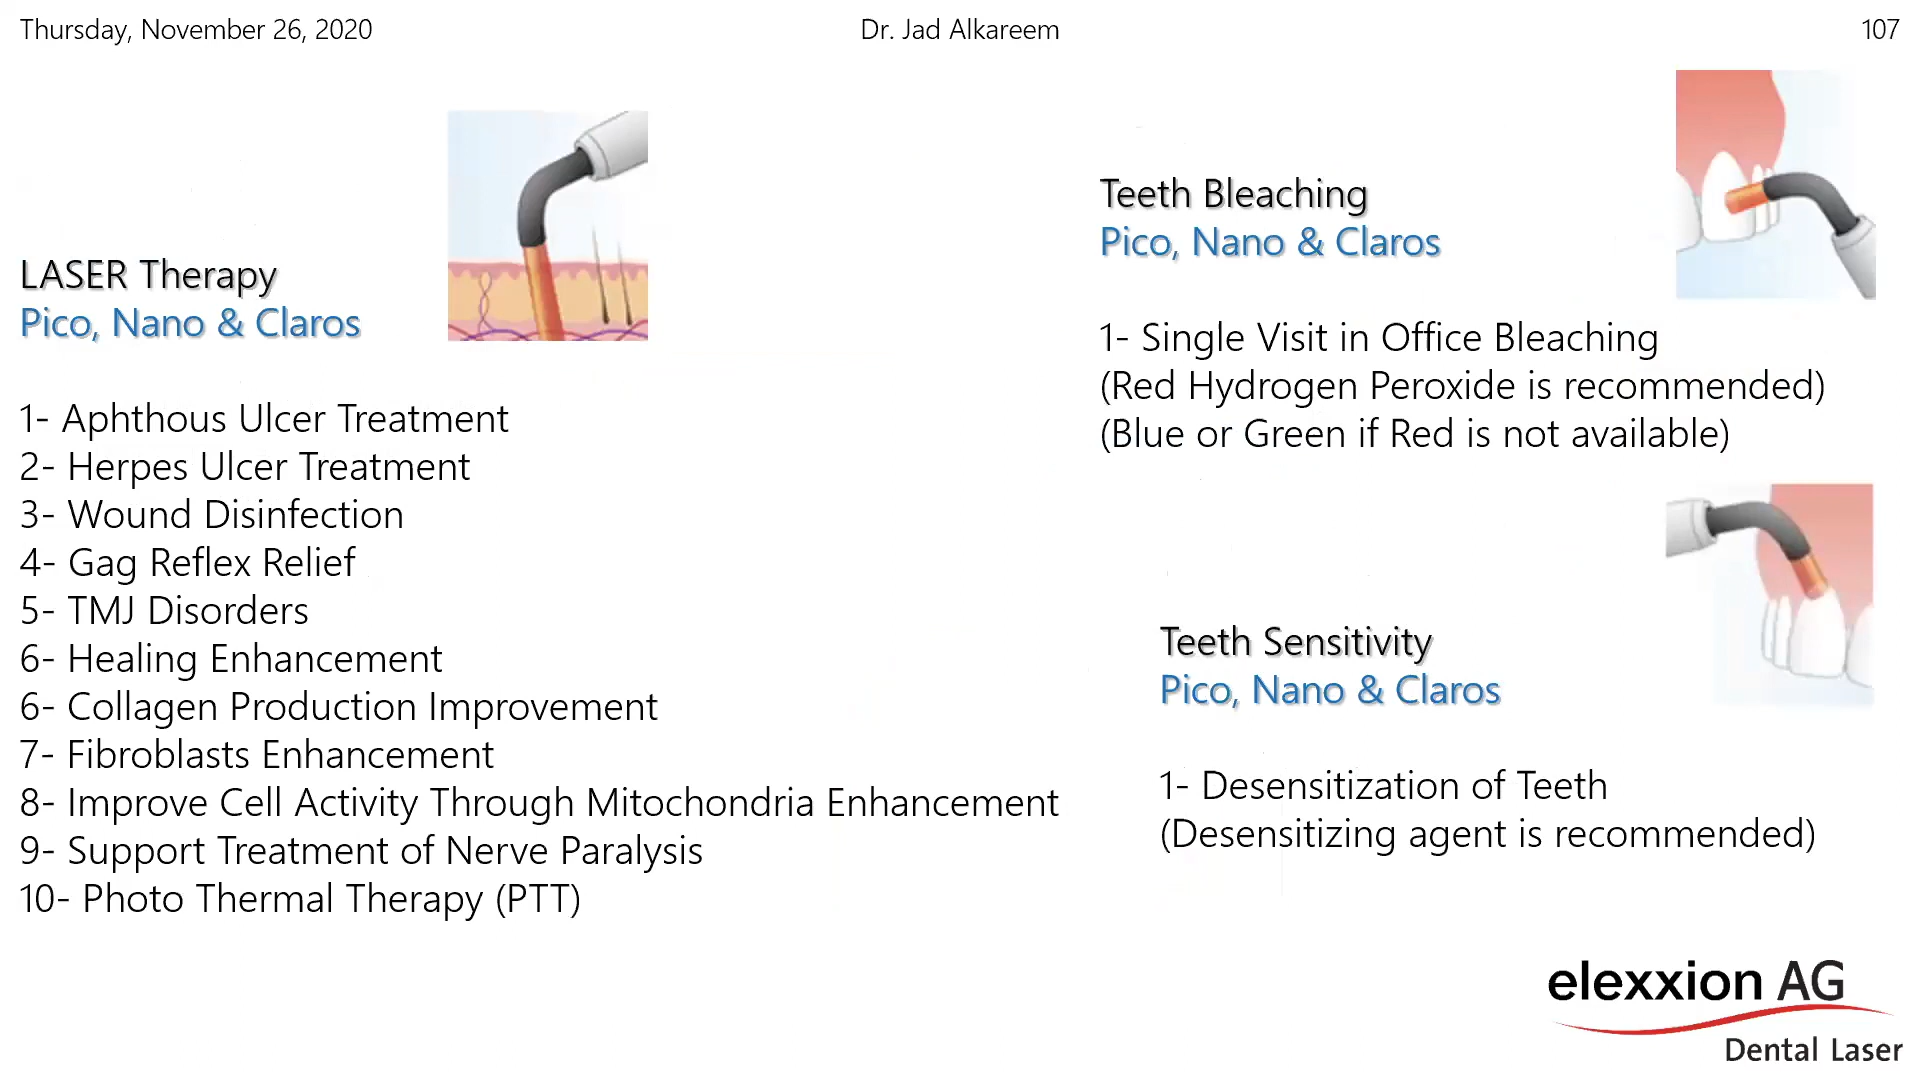 Thursday, November 26, 2020
Dr. Jad Alkareem
107
LASER Therapy
Pico, Nano & Claros
1- Aphthous Ulcer Treatment
2- Herpes Ulcer Treatment
3- Wound Disinfection
4- Gag Reflex Relief
5- TMJ Disorders
6- Healing Enhancement
6- Collagen Production Improvement
7- Fibroblasts Enhancement
8- Improve Cell Activity Through Mitochondria Enhancement
9- Support Treatment of Nerve Paralysis
10- Photo Thermal Therapy (PTT)
Teeth Bleaching
Pico, Nano & Claros
1- Single Visit in Office Bleaching
(Red Hydrogen Peroxide is recommended)
(Blue or Green if Red is not available)
Teeth Sensitivity
Pico, Nano & Claros
1- Desensitization of Teeth
(Desensitizing agent is recommended)
elexxion AG
Dental Laser